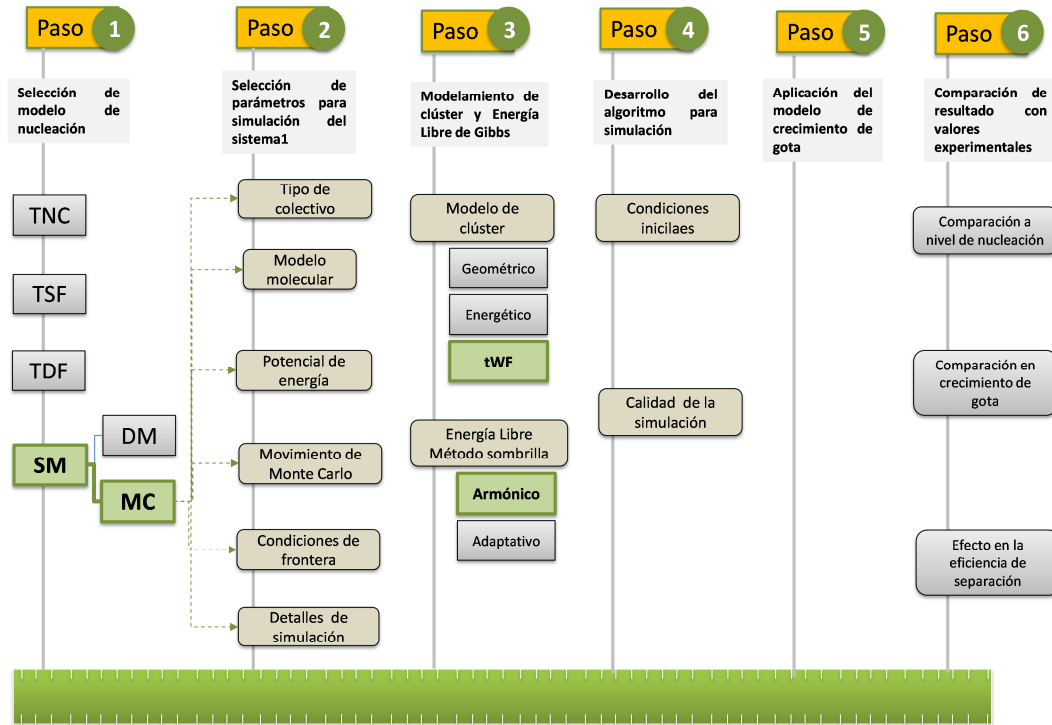 Paso 1
Paso 2
Paso 3
Paso 4
Paso 5
Paso 6
Selección de
modelo de
nucleación
Selección de
parámetros para
simulación del
sistema1
Modelamiento de
clúster y Energía
Libre de Gibbs
Desarrollo del
algoritmo para
simulación
Aplicación del
modelo de
crecimiento de
gota
Comparación de
resultado con
valores
experimentales
TNC
TSF
TDF
SM
DM
MC
Tipo de
colectivo
Modelo
molecular
Potencial de
energía
Movimiento de
Monte Carlo
Condiciones de
frontera
Detalles de
simulación
Modelo de
clúster
Geométrico
Energético
tWF
Energía Libre
Método sombrilla
Armónico
Adaptativo
Condiciones
inicilaes
Calidad de la
simulación
Comparación a
nivel de nucleación
Comparación en
crecimiento de
gota
Efecto en la
eficiencia de
separación